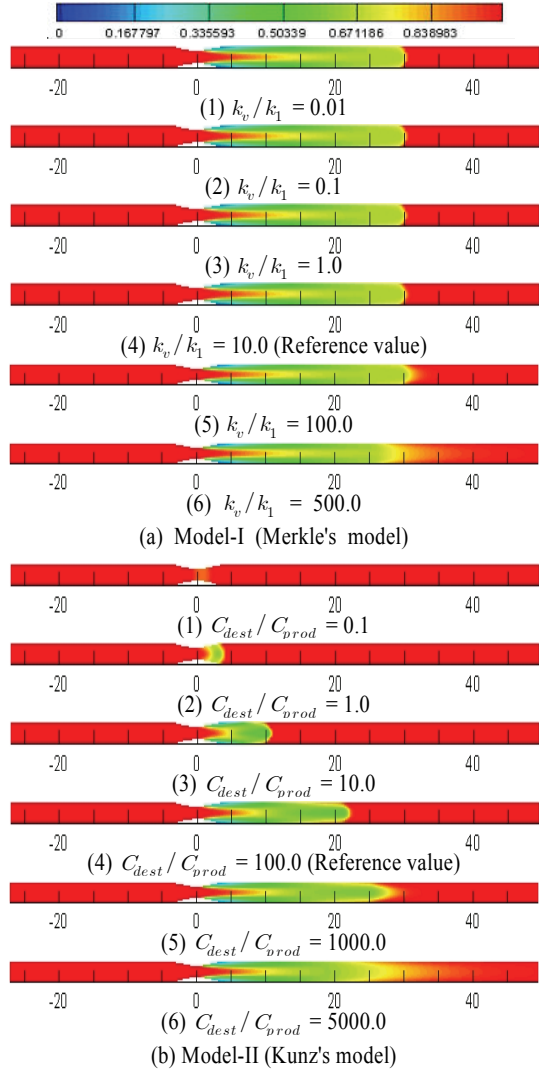 0 0.167797 0.335593 0.50339 0.671186 0.838983
-20 0 20 40
(1) k_v/k_1 = 0.01
-20 0 20 40
(2) k_v/k_1 = 0.1
-20 0 20 40
(3) k_v/k_1 = 1.0
-20 0 20 40
(4) k_v/k_1 = 10.0 (Reference value)
-20 0 20 40
(5) k_v/k_1 = 100.0
-20 0 20 40
(6) k_v/k_1 = 500.0
(a) Model-I (Merkle's model)
-20 0 20 40
(1) C_dest/C_prod = 0.1
-20 0 20 40
(2) C_dest/C_prod = 1.0
-20 0 20 40
(3) C_dest/C_prod = 10.0
-20 0 20 40
(4) C_dest/C_prod = 100.0 (Reference value)
-20 0 20 40
(5) C_dest/C_prod = 1000.0
-20 0 20 40
(6) C_dest/C_prod = 5000.0
(b) Model-II (Kunz's model)